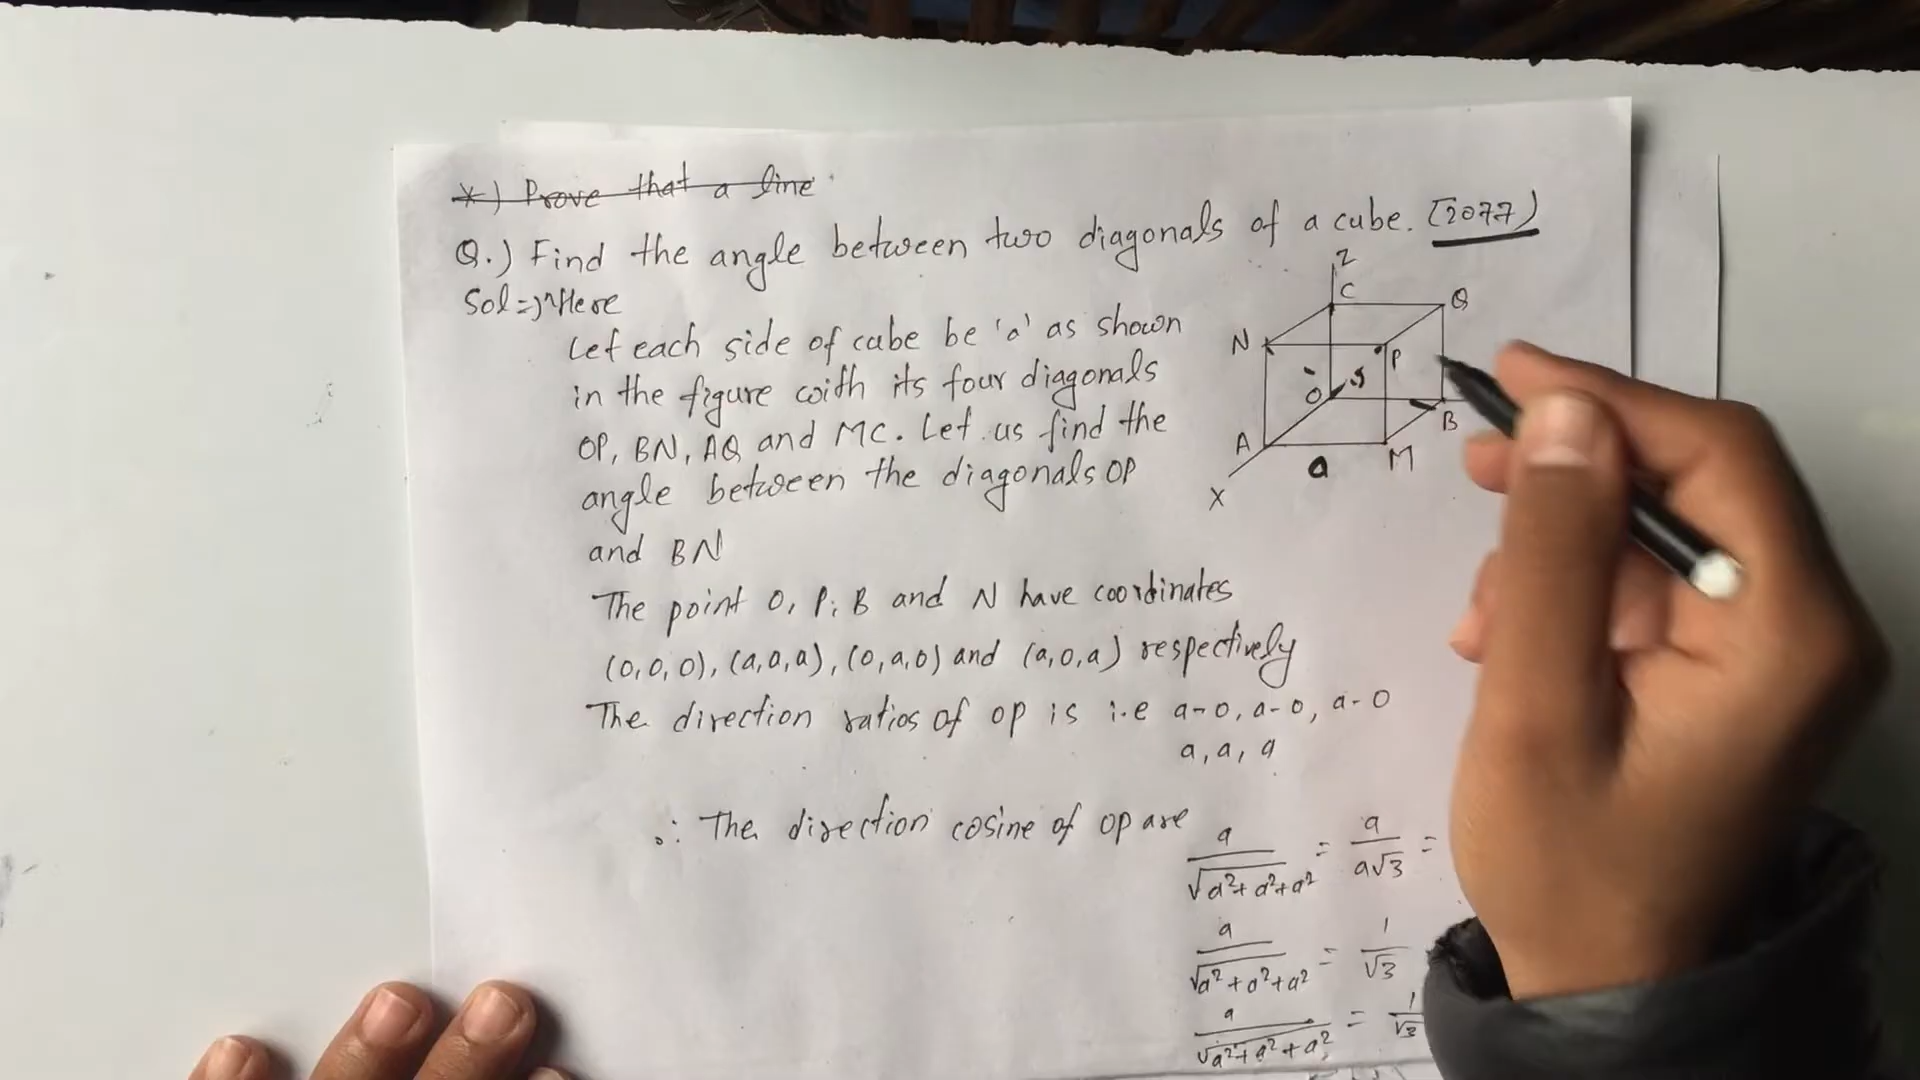 *) Prove that a line
Q.) Find the angle between two diagonals of a cube. [2077)
Sol=)ⁿHere
Let each side of cube be 'a' as shown
in the figure with its four diagonals
OP, BN, AQ and MC. Let us find the
angle between the diagonals OP
and BN
The point O, P, B and N have coordinates
(0,0,0), (a,a,a), (0,a,0) and (a,0,a) respectively
The direction ratios of OP is i.e a-0, a-0, a-0
a, a, a
∴ The direction cosine of OP are
a/√a²+a²+a² = a/a√3 =
a/√a²+a²+a² = 1/√3
a/√a²+a²+a² = 1/√3
Z
C
Q
N
P
O
B
A
M
a
X